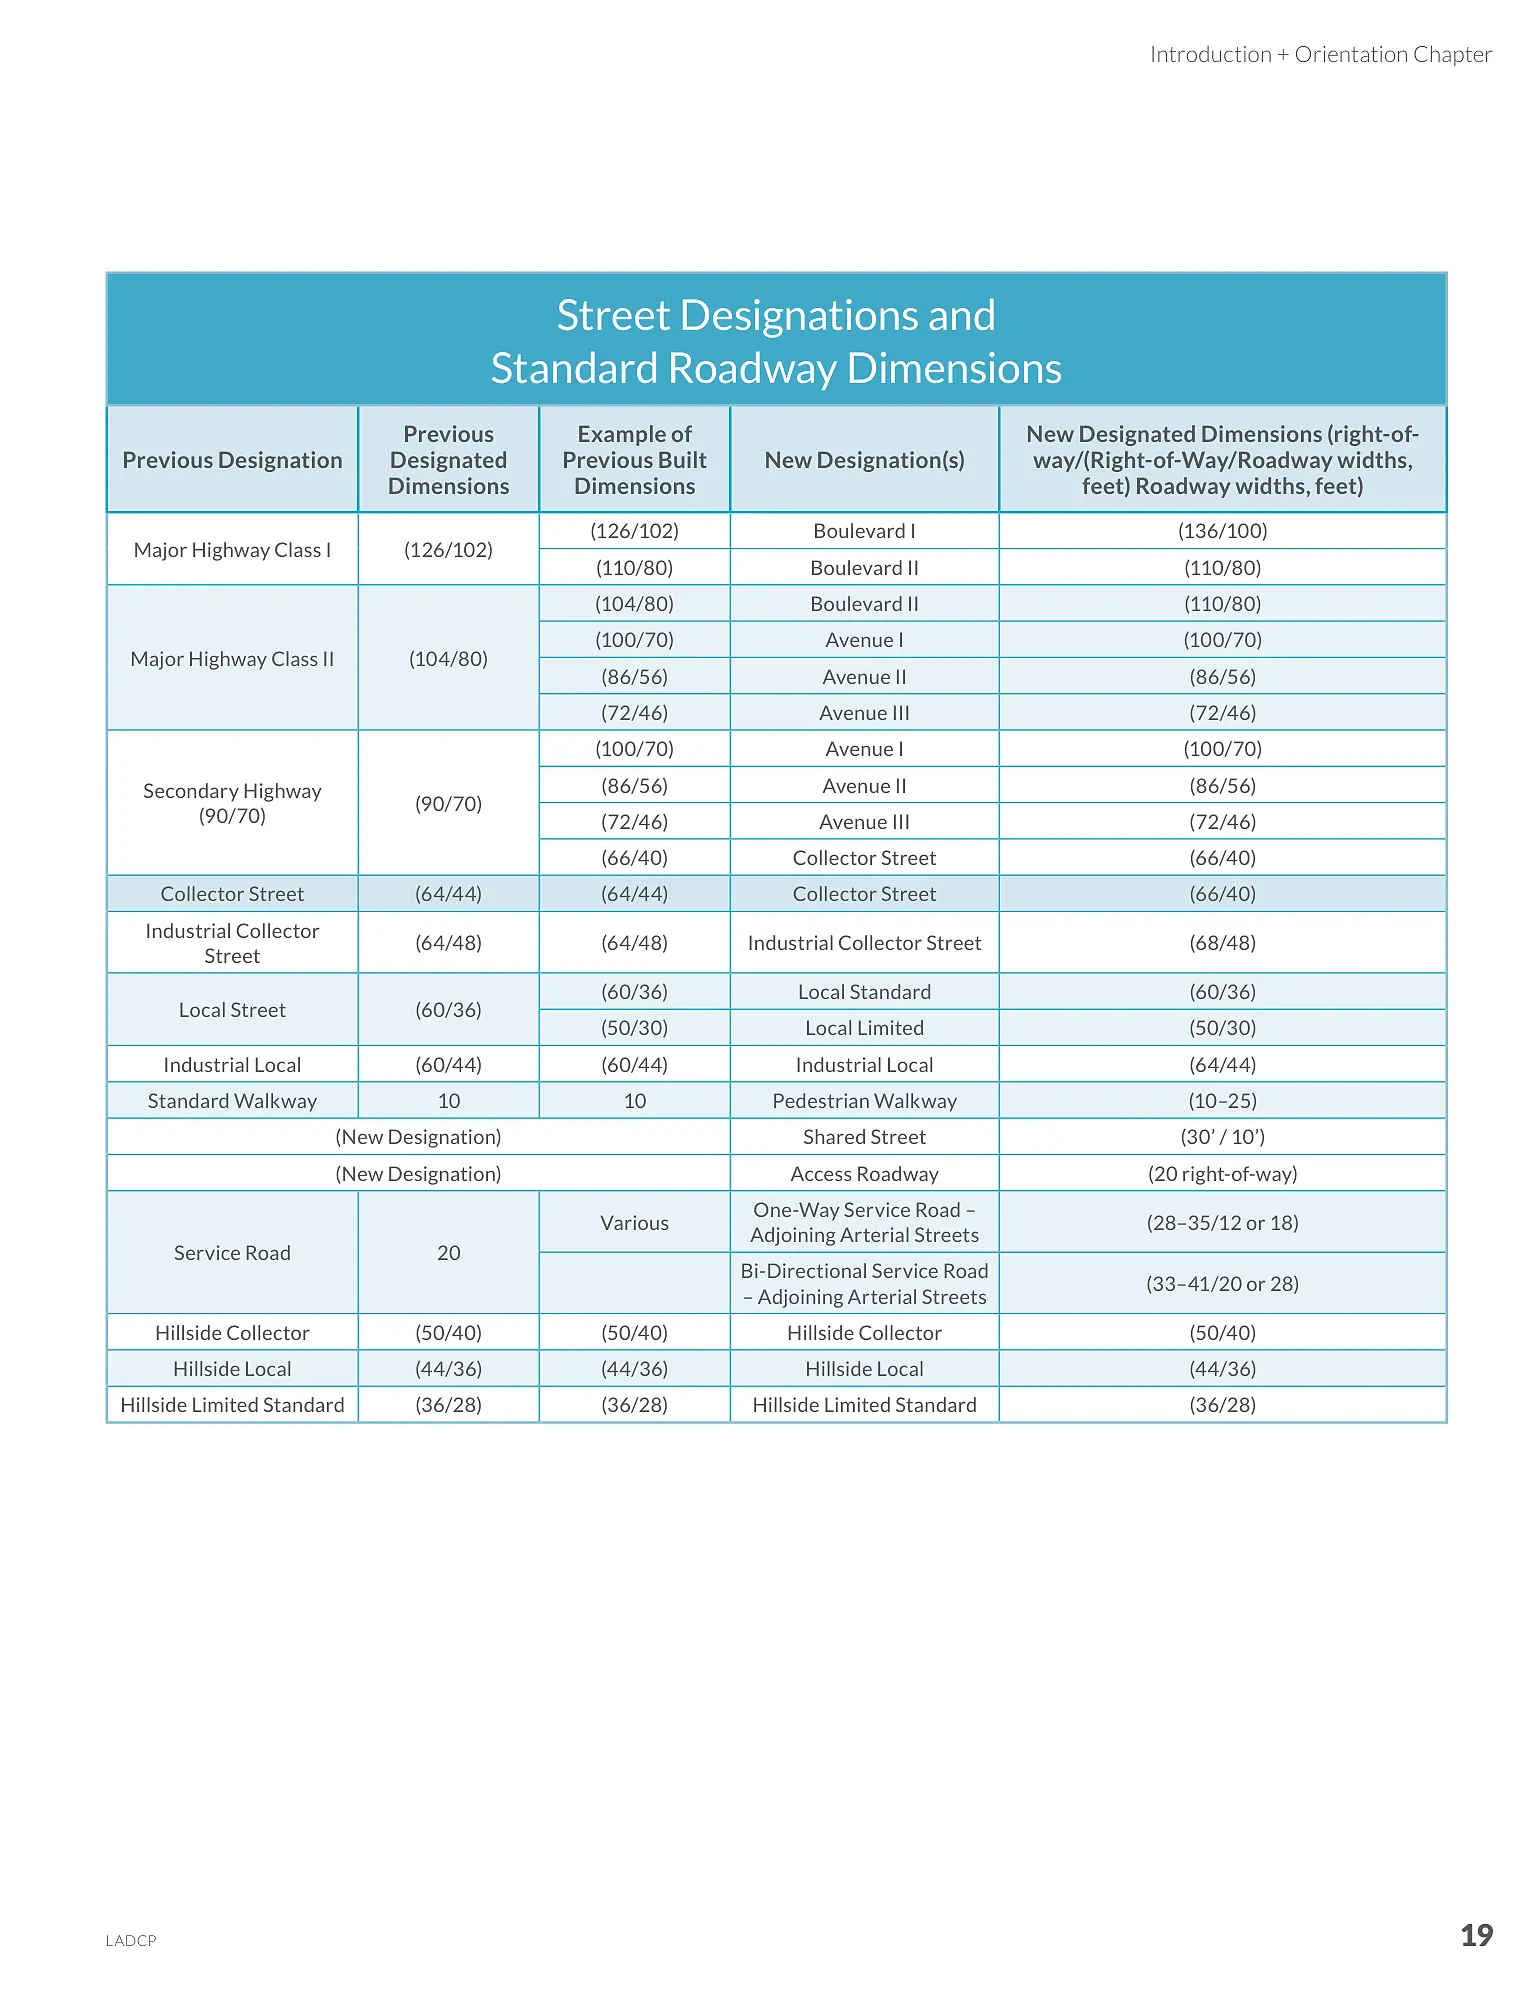 Introduction + Orientation Chapter
Street Designations and
Standard Roadway Dimensions
Previous Designation
Previous
Designated
Dimensions
Example of
Previous Built
Dimensions
New Designation(s)
New Designated Dimensions (right-of-
way/(Right-of-Way/Roadway widths,
feet) Roadway widths, feet)
Major Highway Class I
(126/102)
(126/102)
Boulevard I
(136/100)
(110/80)
Boulevard II
(110/80)
Major Highway Class II
(104/80)
(104/80)
Boulevard II
(110/80)
(100/70)
Avenue I
(100/70)
(86/56)
Avenue II
(86/56)
(72/46)
Avenue III
(72/46)
Secondary Highway
(90/70)
(90/70)
(100/70)
Avenue I
(100/70)
(86/56)
Avenue II
(86/56)
(72/46)
Avenue III
(72/46)
(66/40)
Collector Street
(66/40)
Collector Street
(64/44)
(64/44)
Collector Street
(66/40)
Industrial Collector
Street
(64/48)
(64/48)
Industrial Collector Street
(68/48)
Local Street
(60/36)
(60/36)
Local Standard
(60/36)
(50/30)
Local Limited
(50/30)
Industrial Local
(60/44)
(60/44)
Industrial Local
(64/44)
Standard Walkway
10
10
Pedestrian Walkway
(10–25)
(New Designation)
Shared Street
(30’ / 10’)
(New Designation)
Access Roadway
(20 right-of-way)
Service Road
20
Various
One-Way Service Road –
Adjoining Arterial Streets
(28–35/12 or 18)
Bi-Directional Service Road
– Adjoining Arterial Streets
(33–41/20 or 28)
Hillside Collector
(50/40)
(50/40)
Hillside Collector
(50/40)
Hillside Local
(44/36)
(44/36)
Hillside Local
(44/36)
Hillside Limited Standard
(36/28)
(36/28)
Hillside Limited Standard
(36/28)
LADCP
19